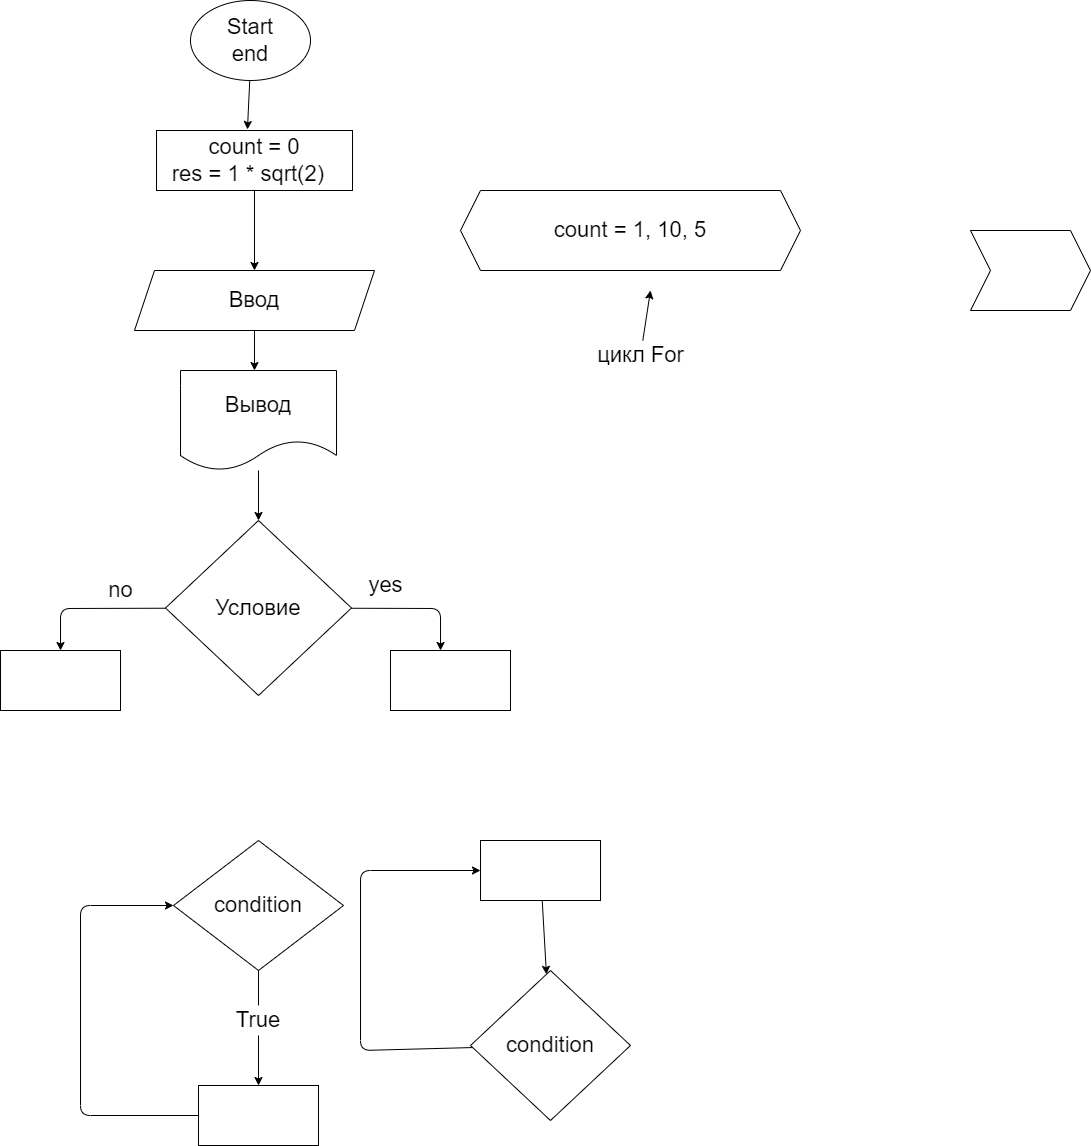 Start
end
count = 0
res = 1 * sqrt(2)
count = 1, 10, 5
Ввод
цикл For
Вывод
no
yes
Условие
condition
True
condition